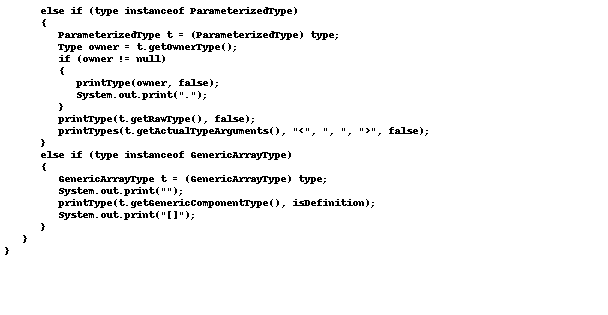 else if (type instanceof ParameterizedType)
{
ParameterizedType t = (ParameterizedType) type;
Type owner = t.getOwnerType();
if (owner != null)
{
printType(owner, false);
System.out.print(".");
}
printType(t.getRawType(), false);
printTypes(t.getActualTypeArguments(), "<", ", ", ">", false);
}
else if (type instanceof GenericArrayType)
{
GenericArrayType t = (GenericArrayType) type;
System.out.print("");
printType(t.getGenericComponentType(), isDefinition);
System.out.print("[]");
}
}
}